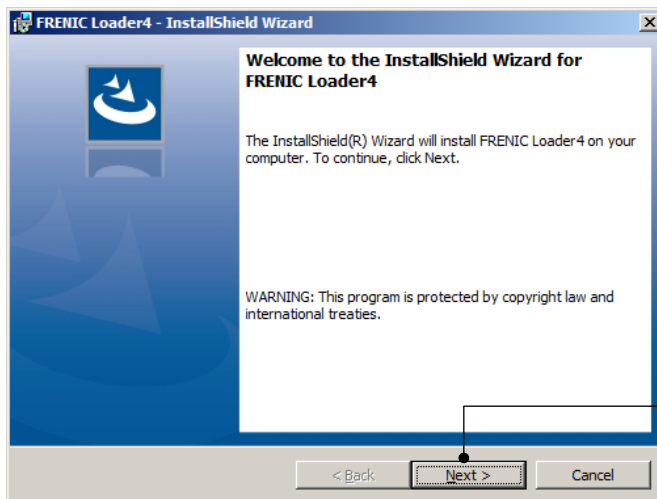 FRENIC Loader4 - InstallShield Wizard
Welcome to the InstallShield Wizard for
FRENIC Loader4
The InstallShield(R) Wizard will install FRENIC Loader4 on your
computer. To continue, click Next.
WARNING: This program is protected by copyright law and
international treaties.
< Back Next > Cancel